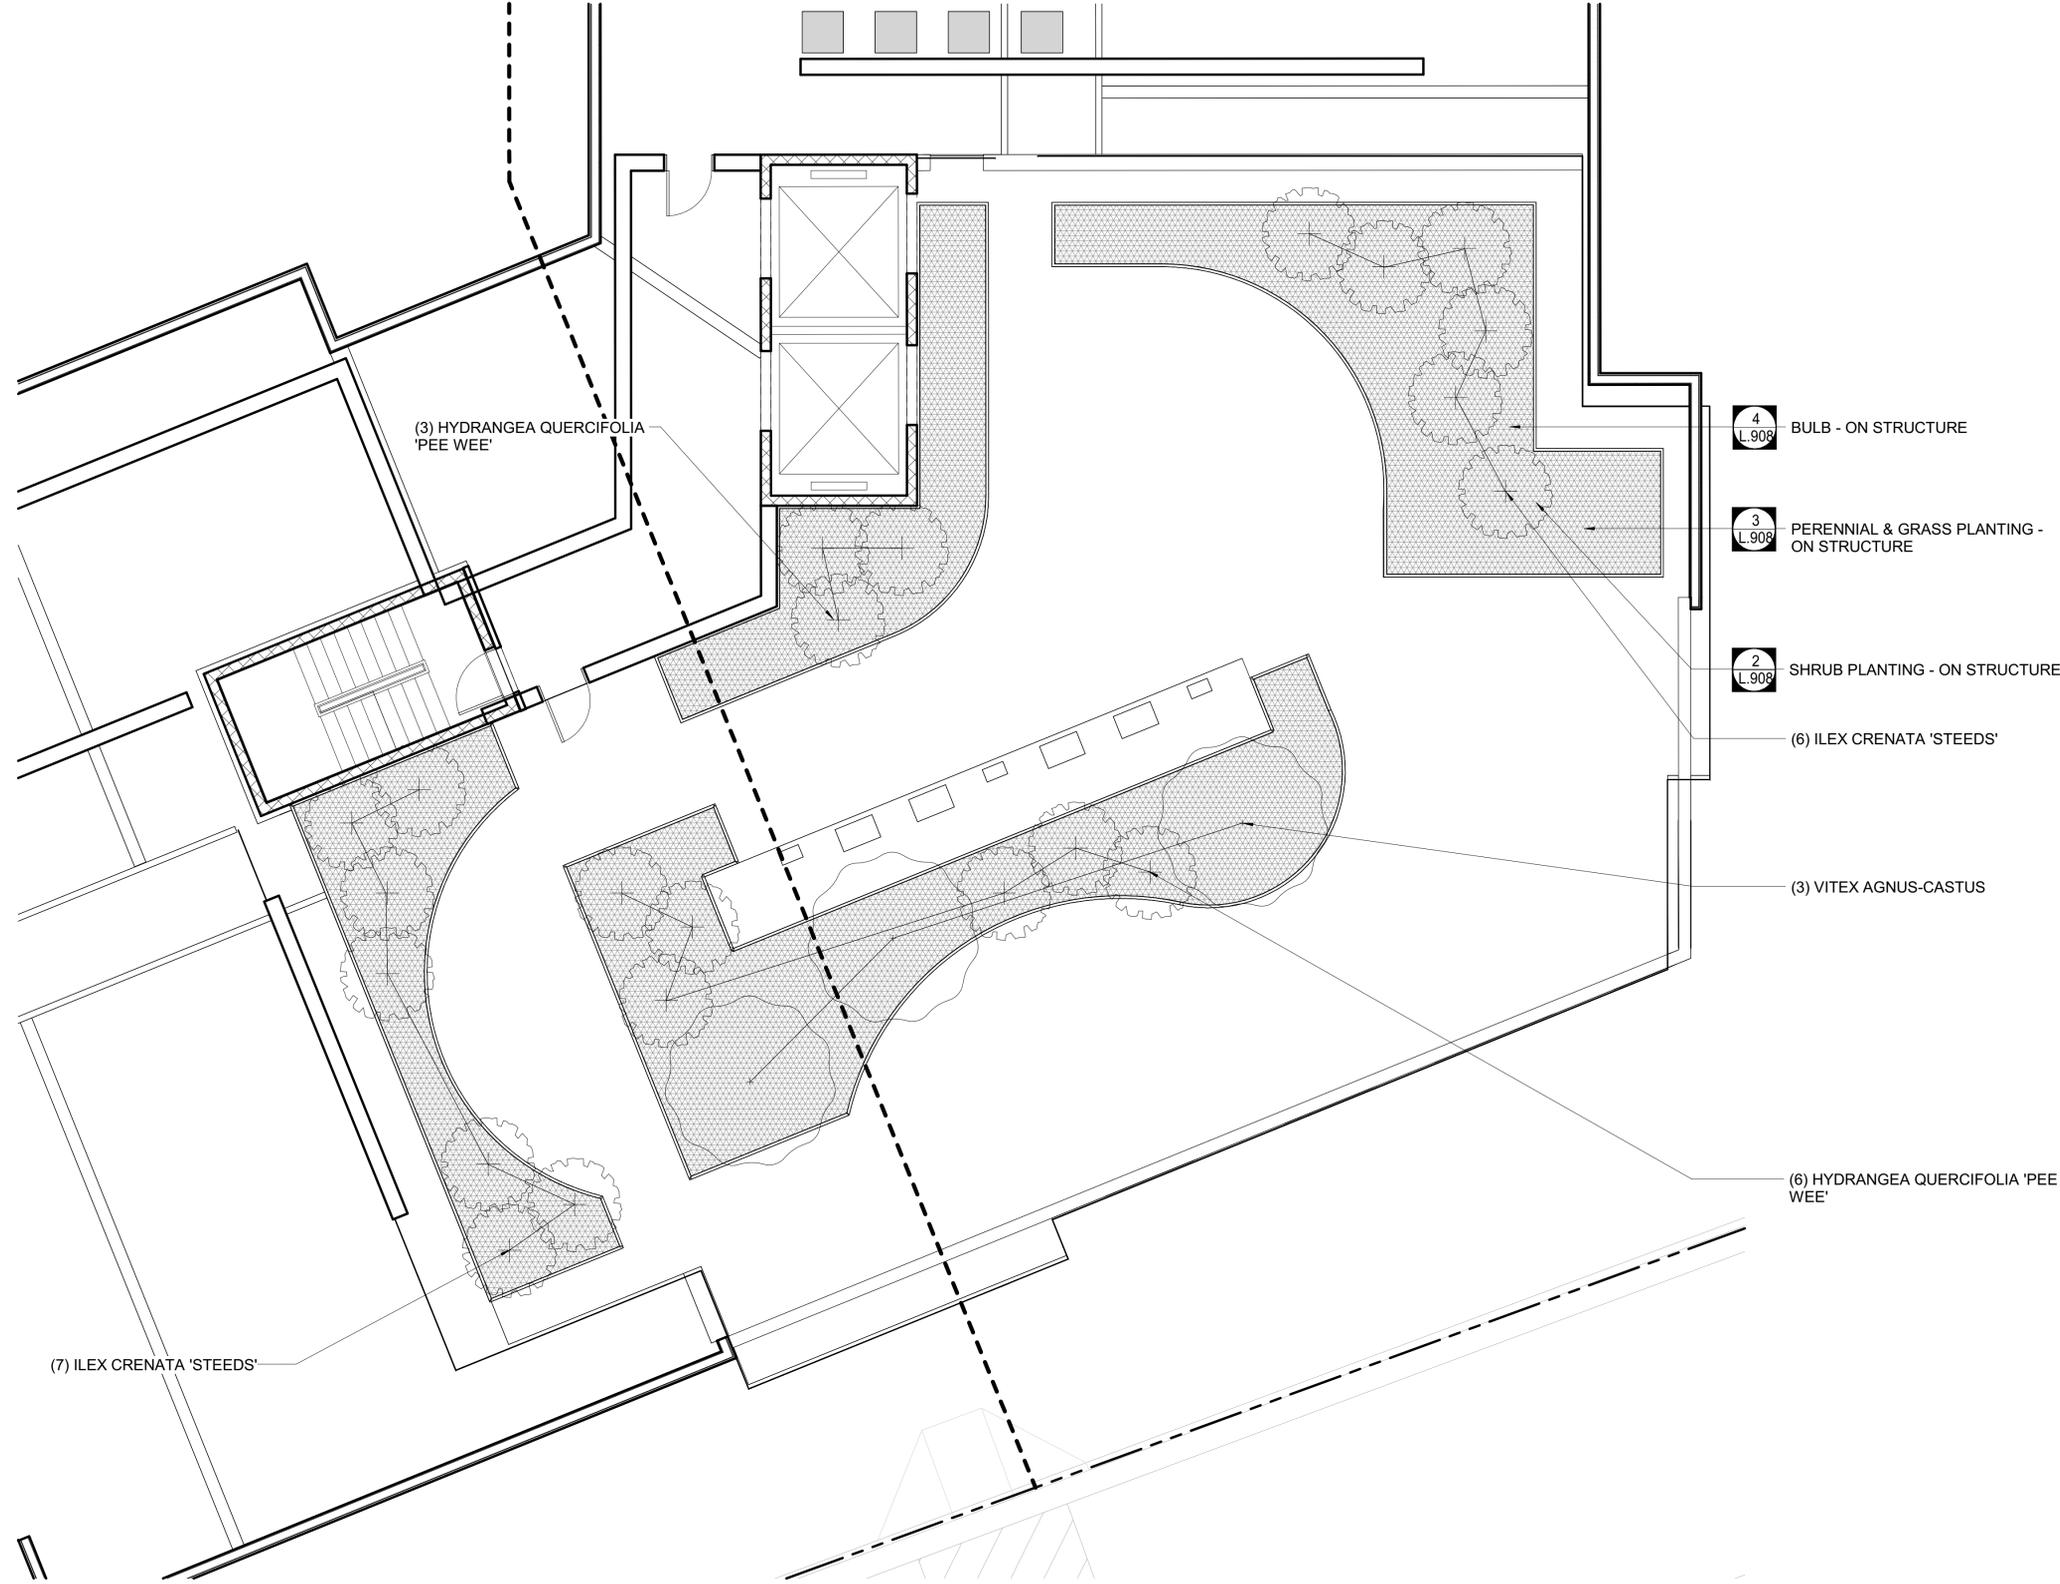 (3) HYDRANGEA QUERCIFOLIA
'PEE WEE'
4
L.908
BULB - ON STRUCTURE
3
L.908
PERENNIAL & GRASS PLANTING -
ON STRUCTURE
2
L.908
SHRUB PLANTING - ON STRUCTURE
(6) ILEX CRENATA 'STEEDS'
(3) VITEX AGNUS-CASTUS
(6) HYDRANGEA QUERCIFOLIA 'PEE
WEE'
(7) ILEX CRENATA 'STEEDS'